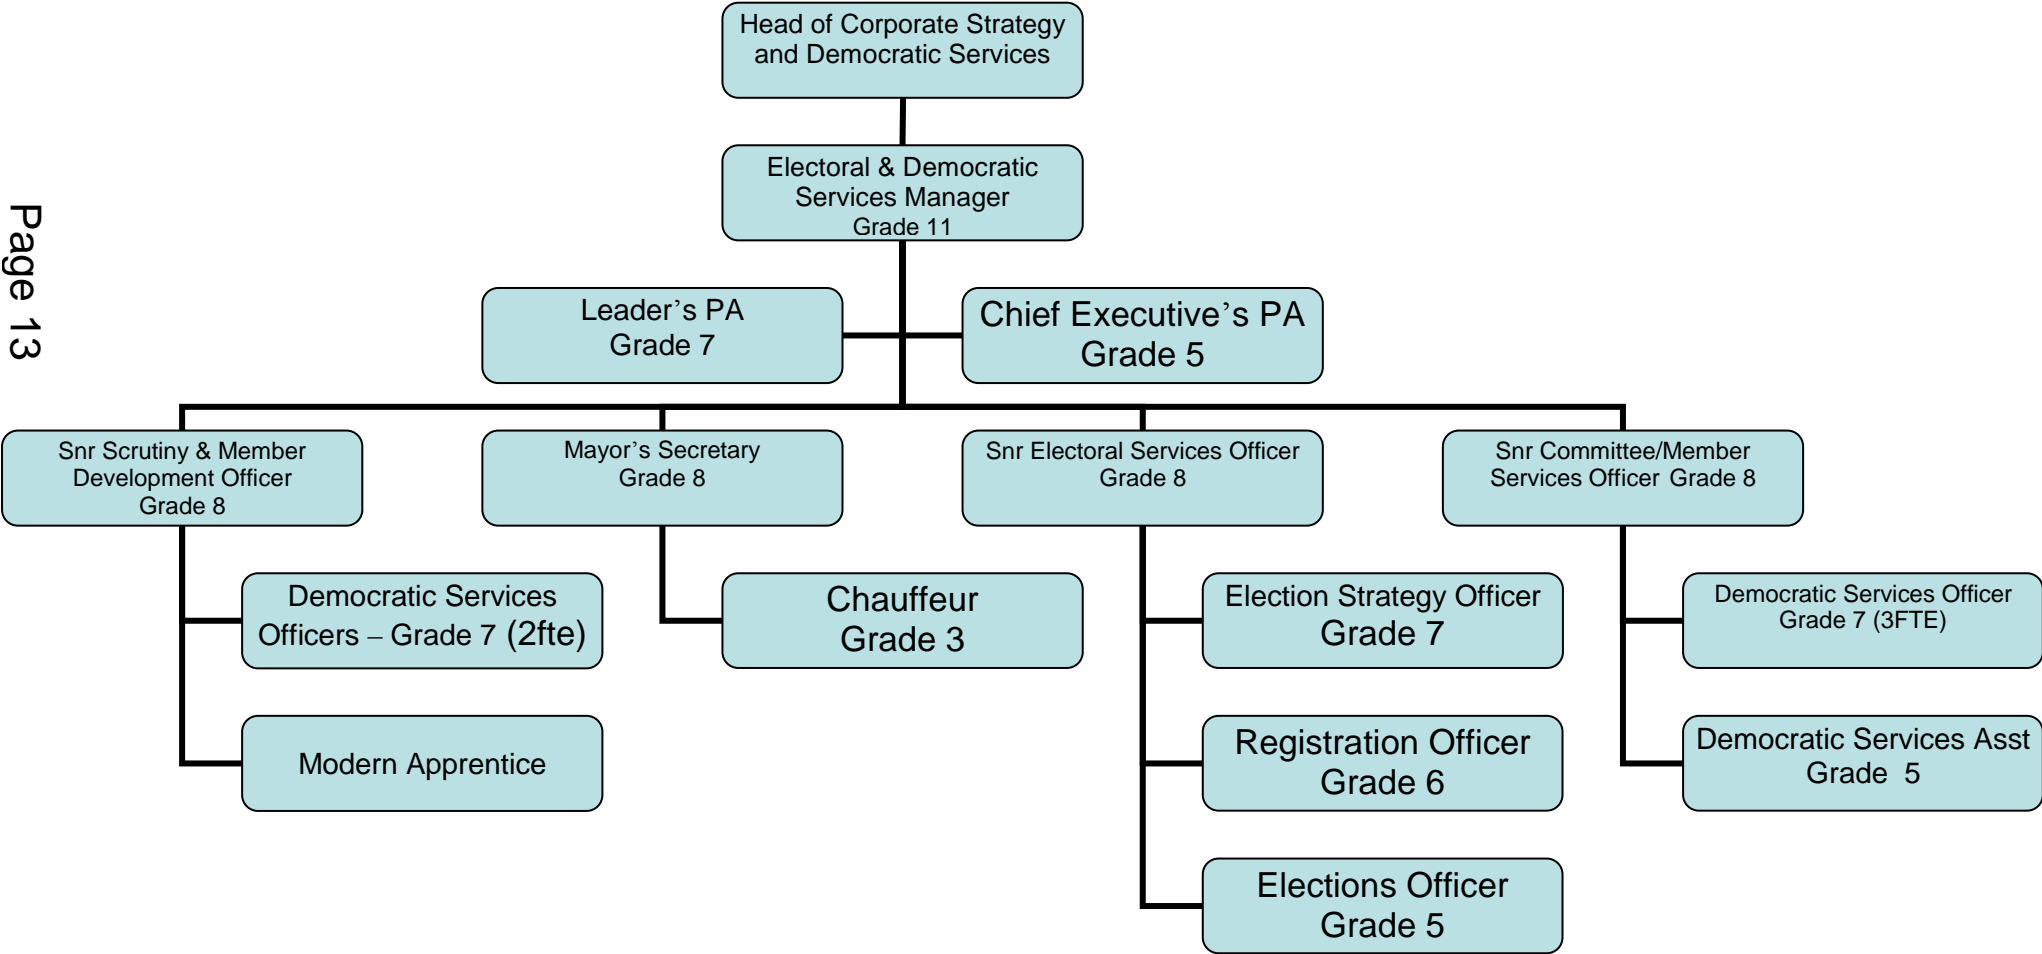 Head of Corporate Strategy
and Democratic Services
Electoral & Democratic
Services Manager
Grade 11
Page 13
Leader’s PA
Grade 7
Chief Executive’s PA
Grade 5
Snr Scrutiny & Member
Development Officer
Grade 8
Mayor’s Secretary
Grade 8
Snr Electoral Services Officer
Grade 8
Snr Committee/Member
Services Officer Grade 8
Democratic Services
Officers – Grade 7 (2fte)
Chauffeur
Grade 3
Election Strategy Officer
Grade 7
Democratic Services Officer
Grade 7 (3FTE)
Modern Apprentice
Registration Officer
Grade 6
Democratic Services Asst
Grade 5
Elections Officer
Grade 5